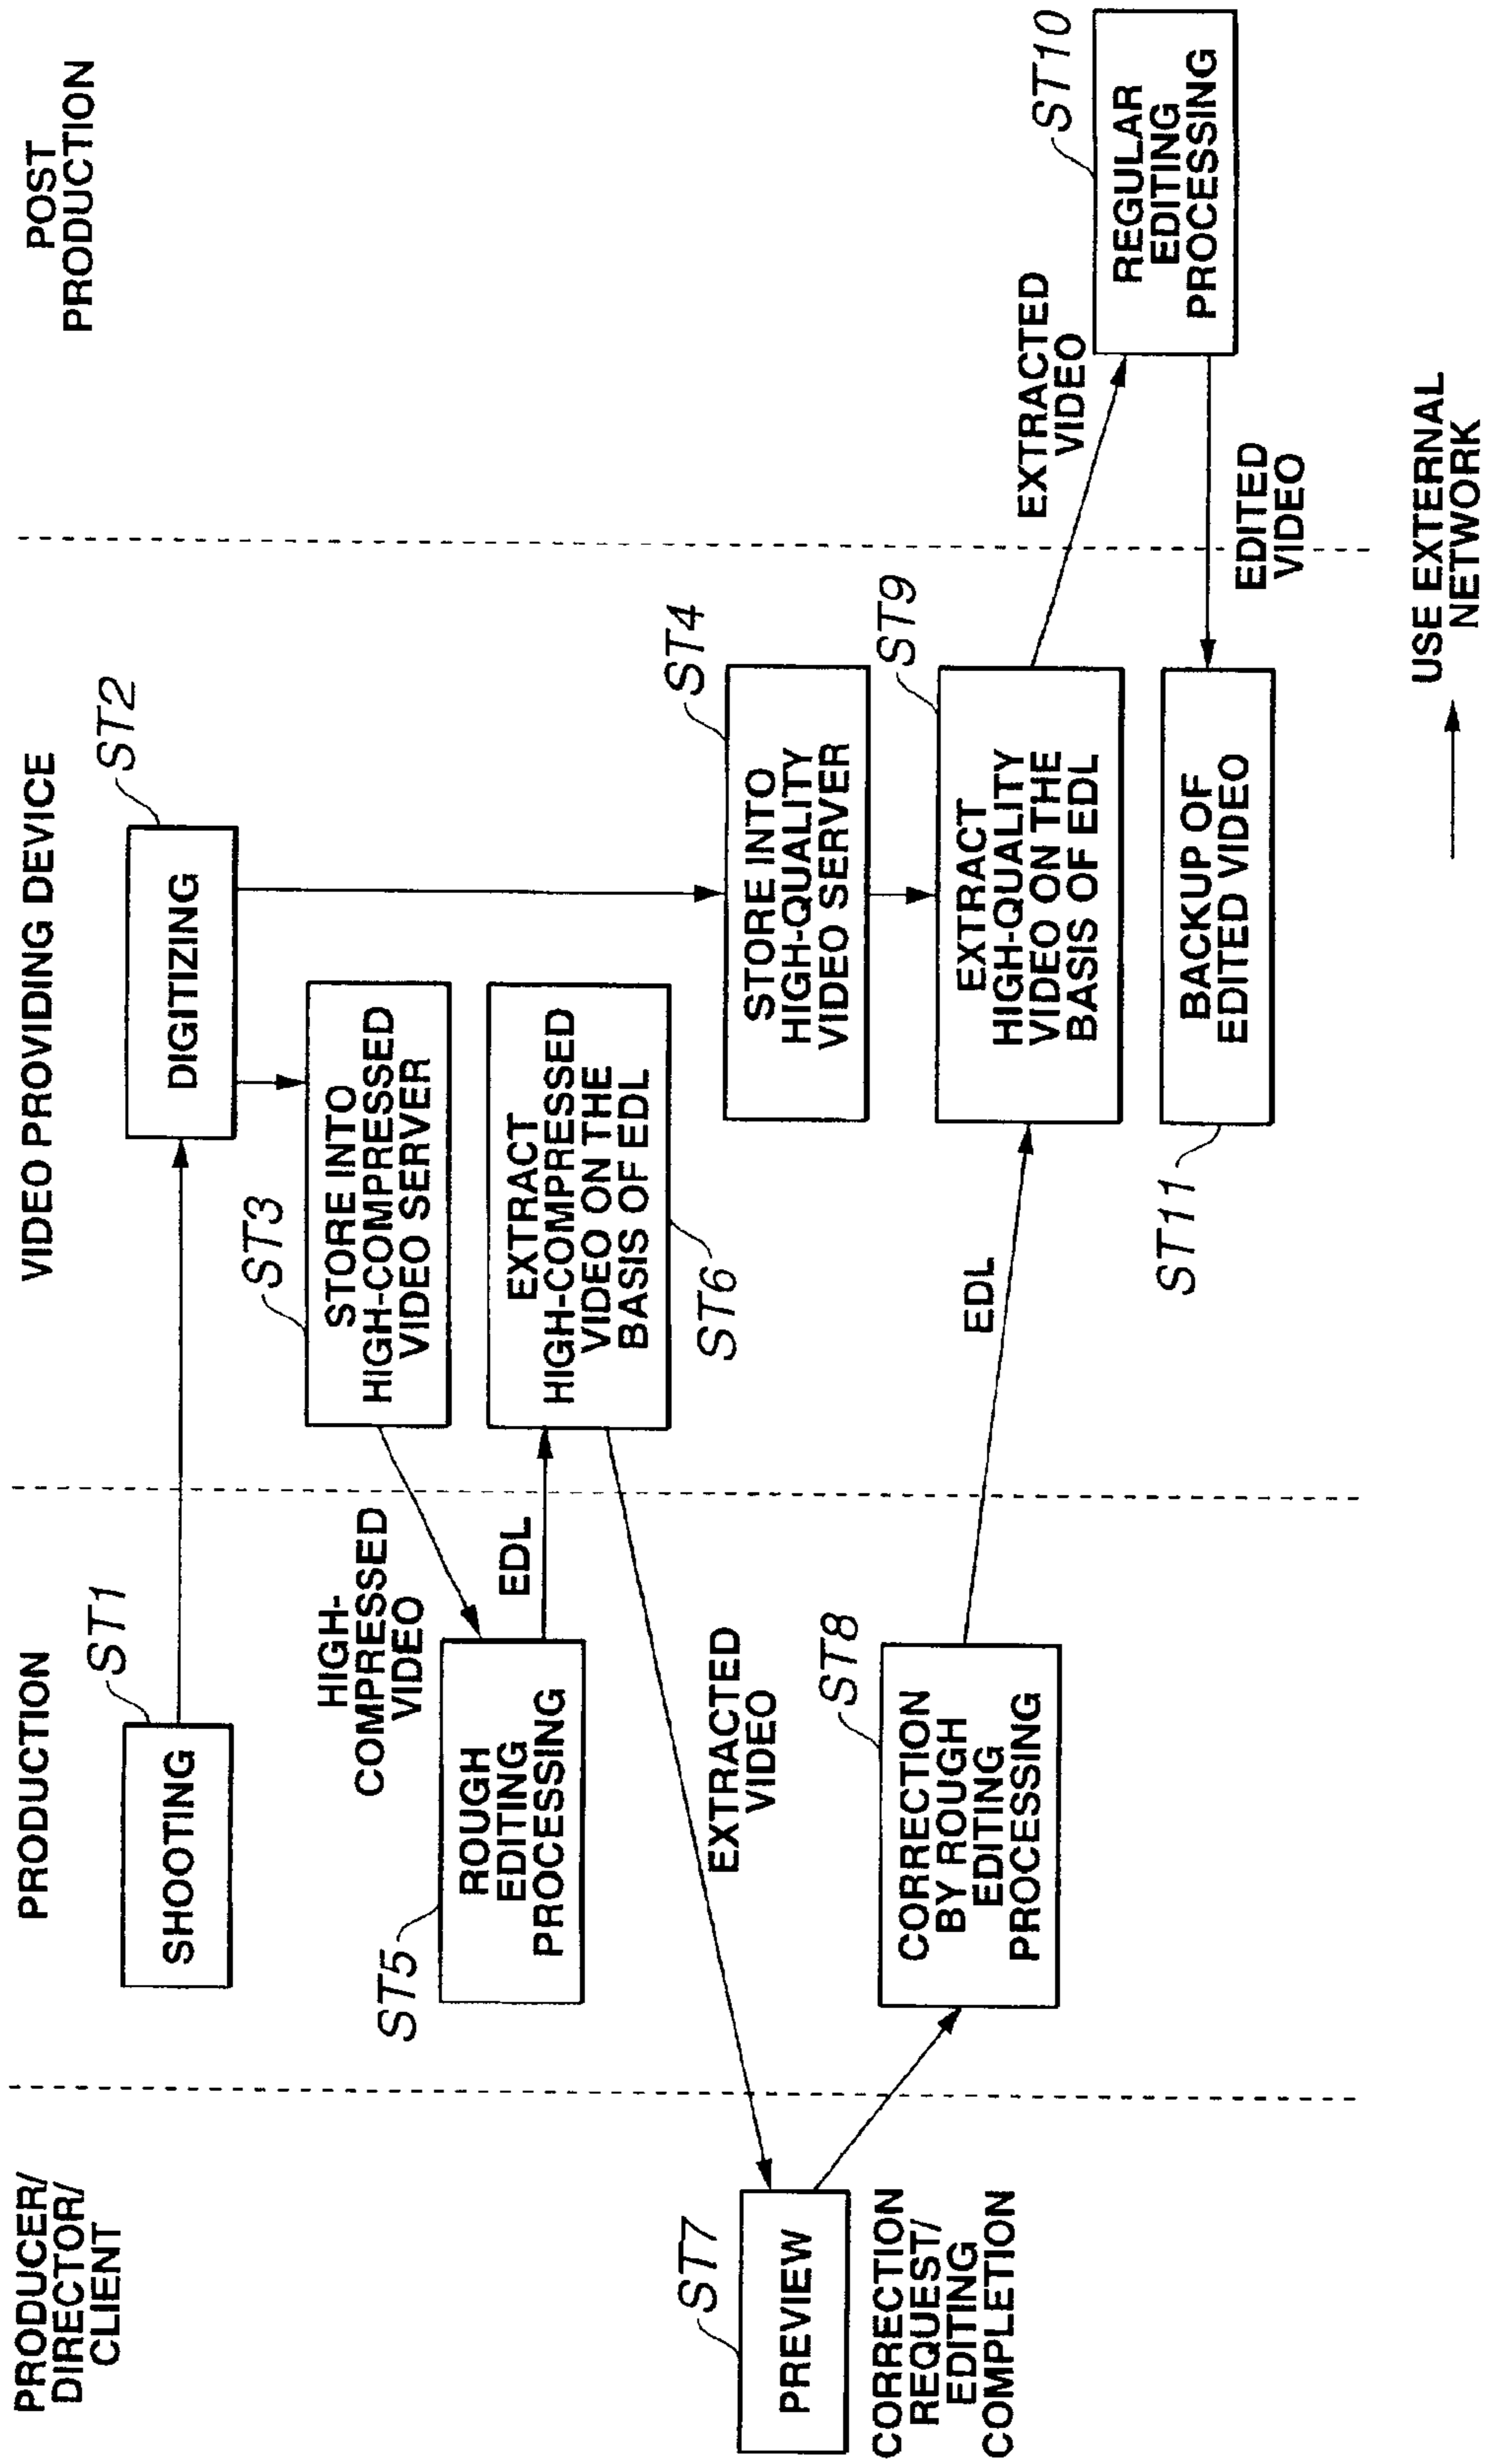 PRODUCER/
DIRECTOR/
CLIENT
PRODUCTION
VIDEO PROVIDING DEVICE
POST
PRODUCTION
ST1
SHOOTING
ST2
DIGITIZING
ST3
STORE INTO
HIGH-COMPRESSED
VIDEO SERVER
HIGH-
COMPRESSED
VIDEO
ST5
ROUGH
EDITING
PROCESSING
EDL
EXTRACT
HIGH-COMPRESSED
VIDEO ON THE
BASIS OF EDL
ST6
EXTRACTED
VIDEO
ST7
PREVIEW
CORRECTION
REQUEST/
EDITING
COMPLETION
ST4
STORE INTO
HIGH-QUALITY
VIDEO SERVER
ST8
CORRECTION
BY ROUGH
EDITING
PROCESSING
EDL
ST9
EXTRACT
HIGH-QUALITY
VIDEO ON THE
BASIS OF EDL
EXTRACTED
VIDEO
ST10
REGULAR
EDITING
PROCESSING
EDITED
VIDEO
ST11
BACKUP OF
EDITED VIDEO
USE EXTERNAL
NETWORK